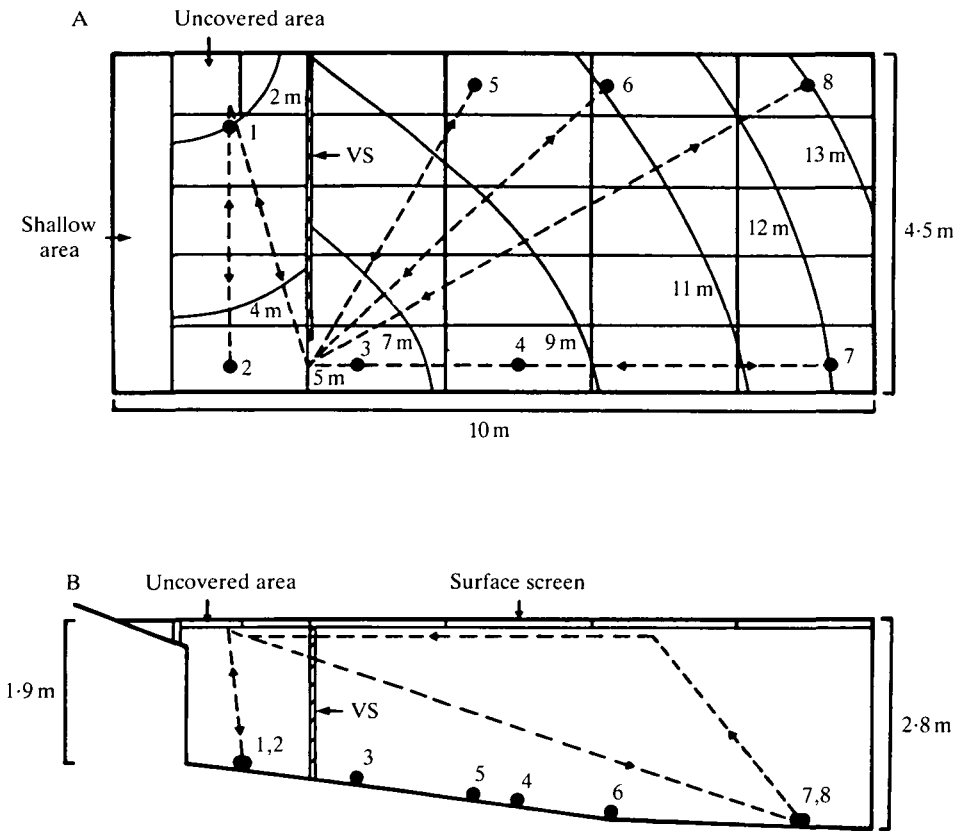 A
Uncovered area
2 m
1
5
6
8
VS
13 m
Shallow
area
4·5 m
12 m
11 m
4 m
7 m
9 m
2
3
4
7
5 m
10 m
B
Uncovered area
Surface screen
1·9 m
VS
2·8 m
1,2
3
5
4
6
7,8